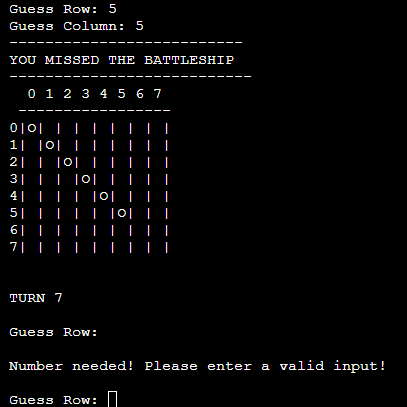 Guess Row: 5
Guess Column: 5
--------------------------
YOU MISSED THE BATTLESHIP
---------------------------
  0 1 2 3 4 5 6 7
 -----------------
0|O| | | | | | | |
1| |O| | | | | | |
2| | |O| | | | | |
3| | | |O| | | | |
4| | | | |O| | | |
5| | | | | |O| | |
6| | | | | | | | |
7| | | | | | | | |
TURN 7
Guess Row:
Number needed! Please enter a valid input!
Guess Row: